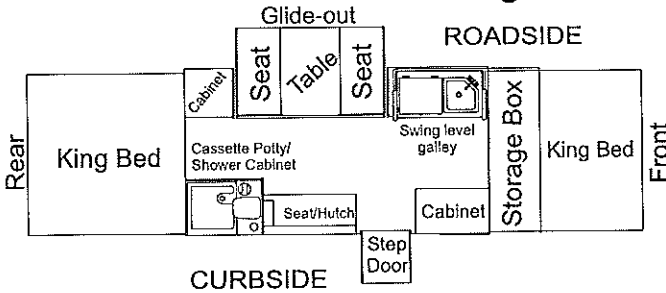 Glide-out
ROADSIDE
Cabinet
Seat
Table
Seat
Rear
King Bed
Cassette Potty/
Shower Cabinet
Swing level
galley
Storage Box
King Bed
Front
Seat/Hutch
Cabinet
Step
Door
CURBSIDE